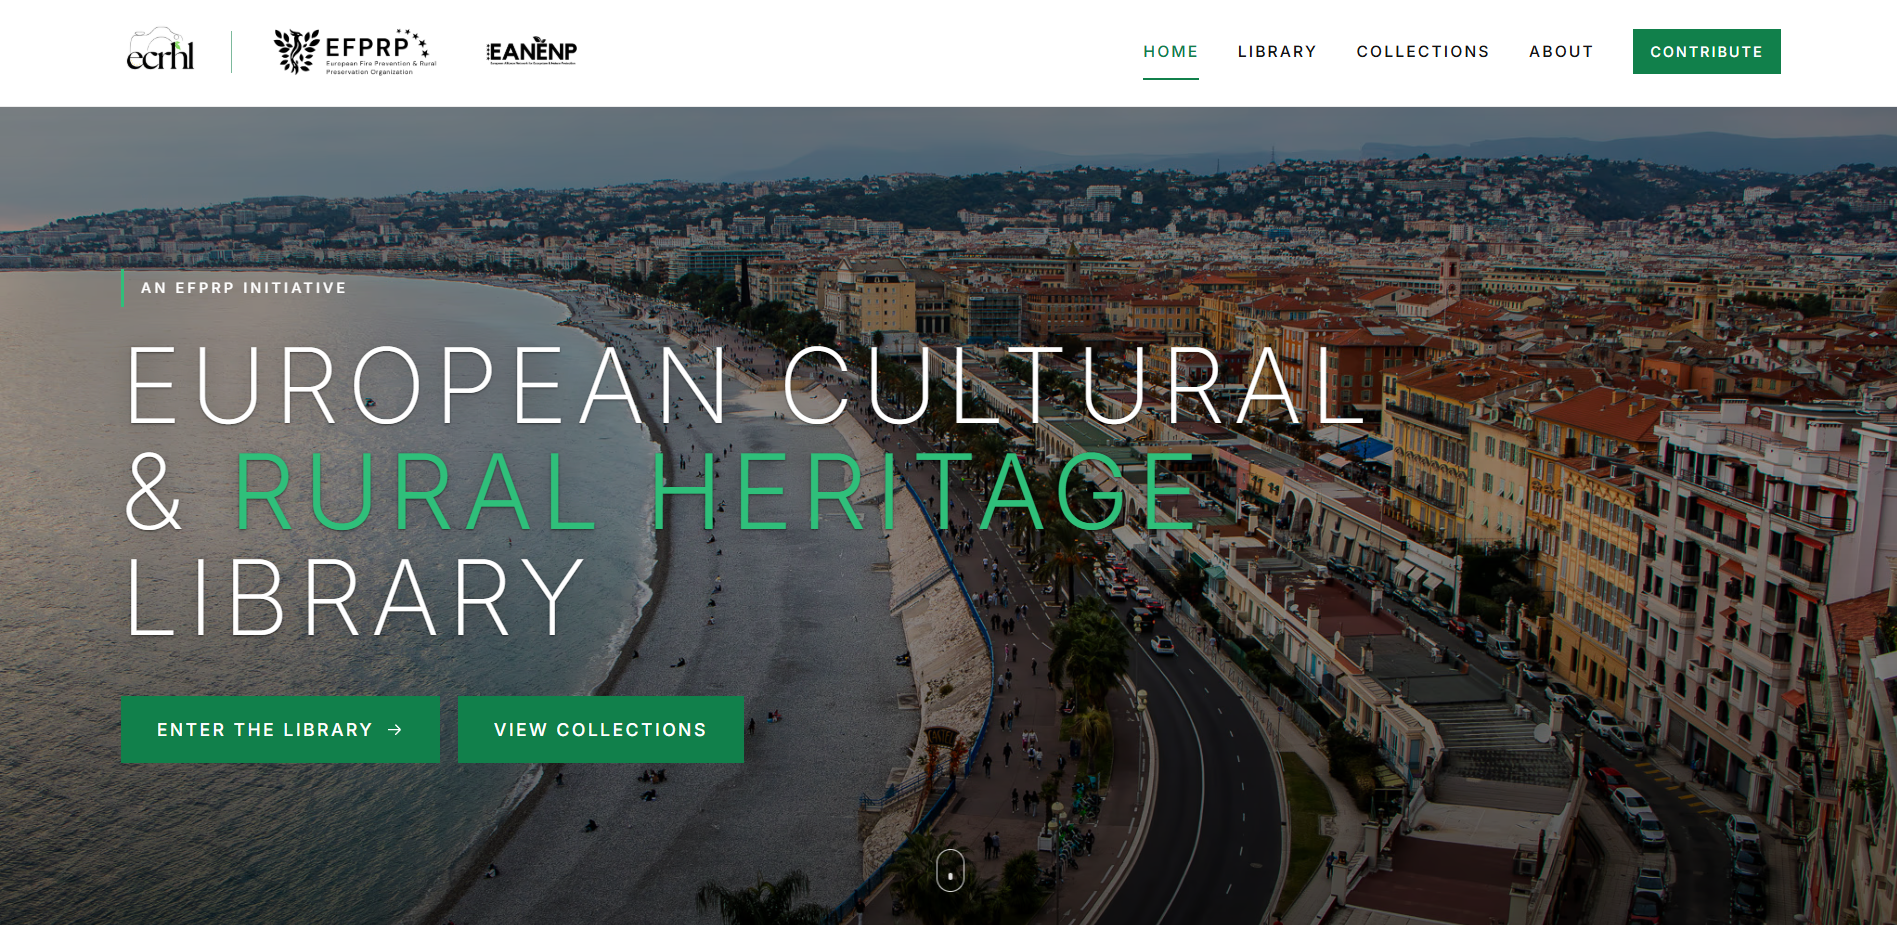 ecrhl
EFPRP
European Fire Prevention & Rural
Preservation Organization
EANENP
HOME
LIBRARY
COLLECTIONS
ABOUT
CONTRIBUTE
AN EFPRP INITIATIVE
EUROPEAN CULTURAL
& RURAL HERITAGE
LIBRARY
ENTER THE LIBRARY →
VIEW COLLECTIONS